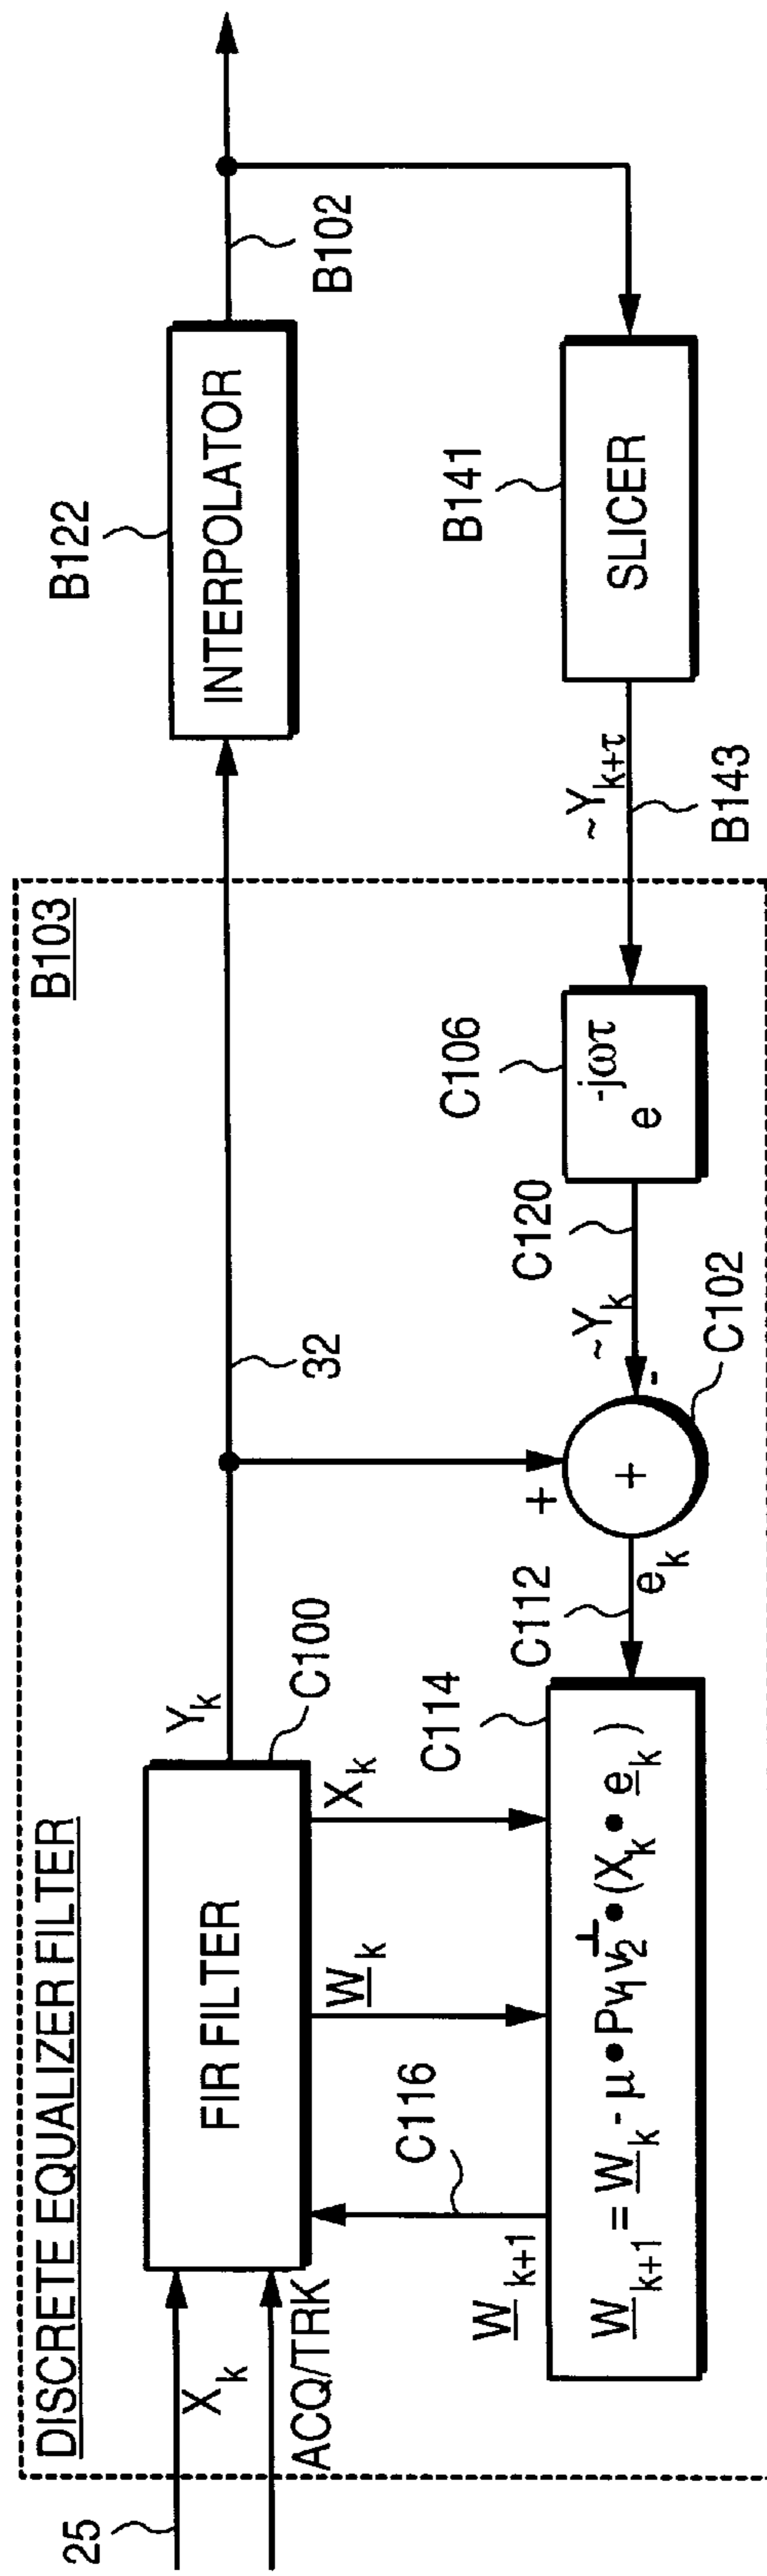 DISCRETE EQUALIZER FILTER
B103
25
X_k
ACQ/TRK
FIR FILTER
C100
Y_k
32
B122
INTERPOLATOR
B102
W_k+1
C116
W_k
X_k
C114
W_k+1 = W_k - μ • Pv₁v₂^⊥ • (X_k • e_k)
C112
e_k
+
+
-
C102
~Y_k
C120
C106
e^-jωτ
~Y_k+τ
B143
B141
SLICER